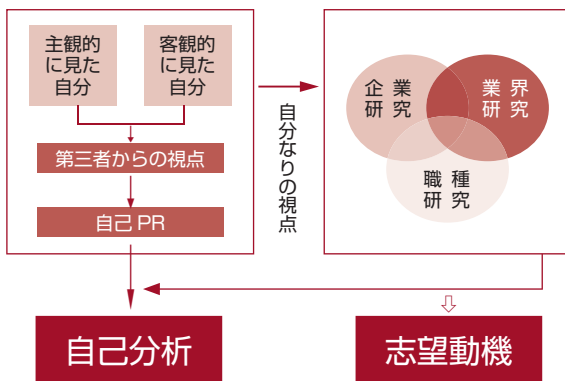 主観的
に見た
自分
客観的
に見た
自分
第三者からの視点
自己 PR
自分なりの視点
企 業
研 究
業 界
研 究
職 種
研 究
自己分析
志望動機